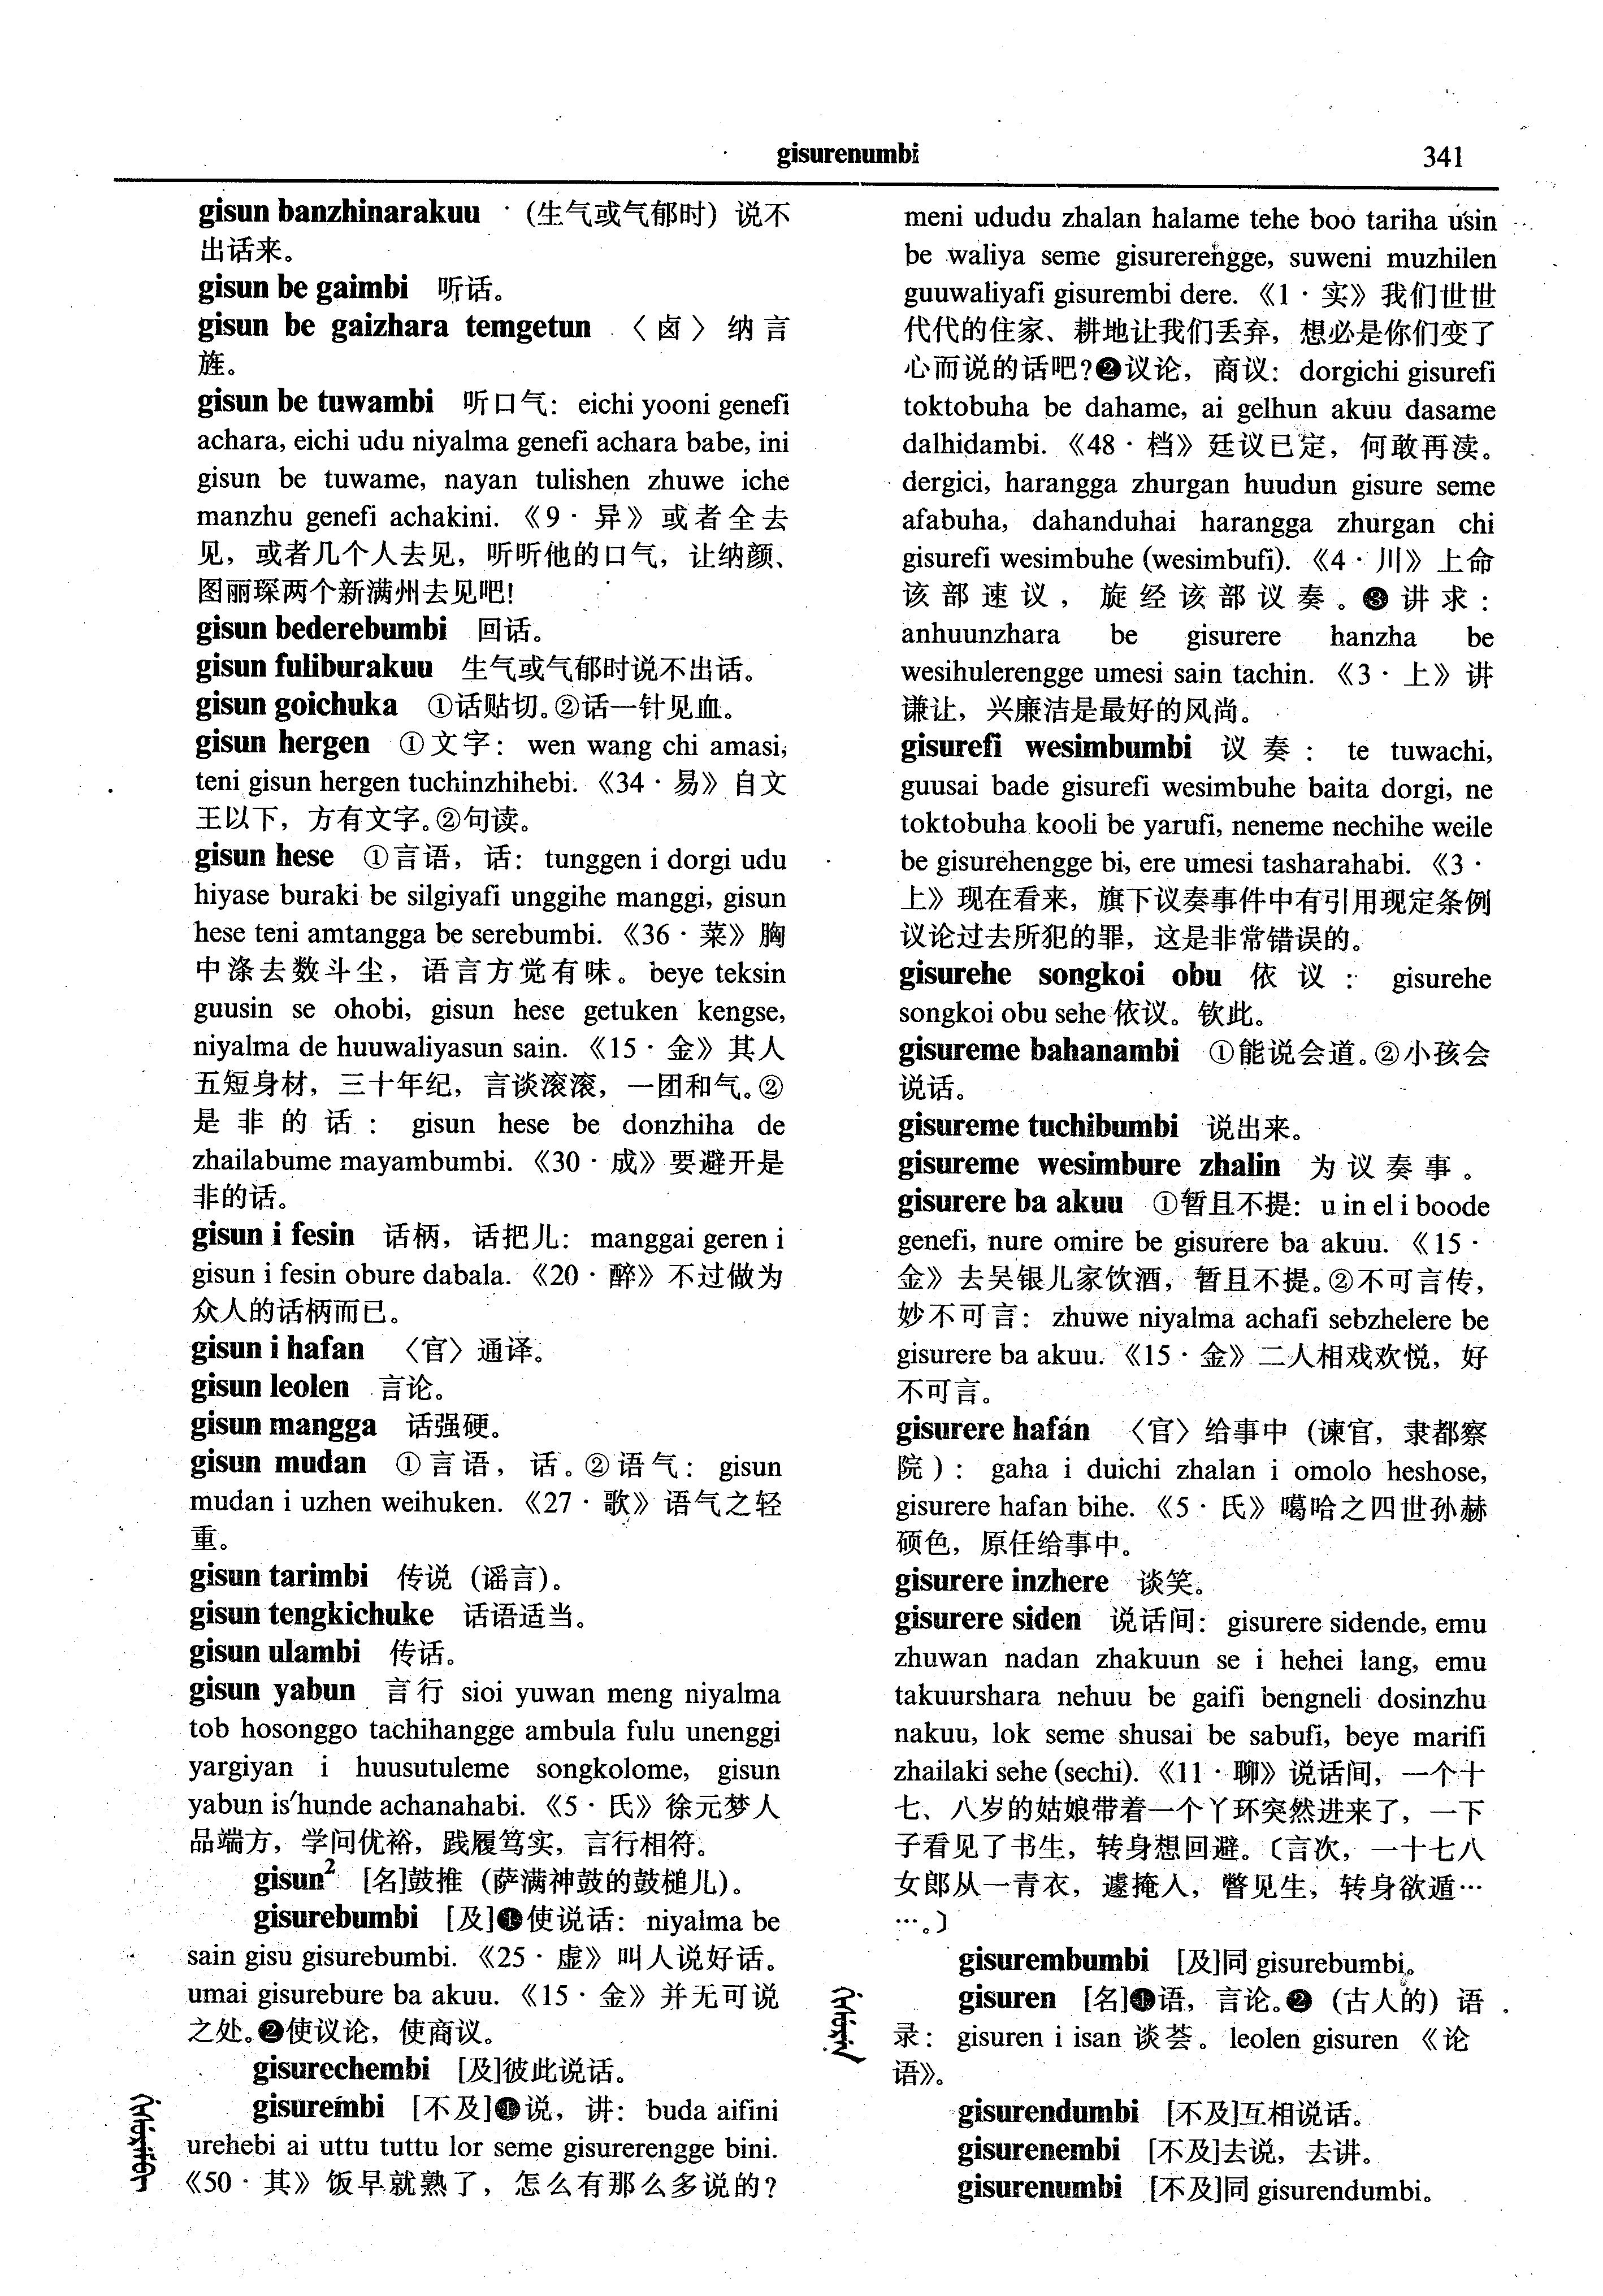 gisurenumbi
341
gisun banzhinarakuu （生气或气郁时）说不
出话来。
gisun be gaimbi 听话。
gisun be gaizhara temgetun 〈卤〉纳言
旌。
gisun be tuwambi 听口气：eichi yooni genefi
achara, eichi udu niyalma genefi achara babe, ini
gisun be tuwame, nayan tulishen zhuwe iche
manzhu genefi achakini.《9·异》或者全去
见，或者几个人去见，听听他的口气，让纳颜、
图丽琛两个新满州去见吧!
gisun bederebumbi 回话。
gisun fuliburakuu 生气或气郁时说不出话。
gisun goichuka ①话贴切。②话一针见血。
gisun hergen ①文字：wen wang chi amasi,
teni gisun hergen tuchinzhihebi.《34·易》自文
王以下，方有文字。②句读。
gisun hese ①言语，话：tunggen i dorgi udu
hiyase buraki be silgiyafi unggihe manggi, gisun
hese teni amtangga be serebumbi.《36·菜》胸
中涤去数斗尘，语言方觉有味。beye teksin
guusin se ohobi, gisun hese getuken kengse,
niyalma de huuwaliyasun sain.《15·金》其人
五短身材，三十年纪，言谈滚滚，一团和气。②
是非的话：gisun hese be donzhiha de
zhailabume mayambumbi.《30·成》要避开是
非的话。
gisun i fesin 话柄，话把儿：manggai geren i
gisun i fesin obure dabala.《20·醉》不过做为
众人的话柄而已。
gisun i hafan 〈官〉通译。
gisun leolen 言论。
gisun mangga 话强硬。
gisun mudan ①言语，话。②语气：gisun
mudan i uzhen weihuken.《27·歌》语气之轻
重。
gisun tarimbi 传说（谣言）。
gisun tengkichuke 话语适当。
gisun ulambi 传话。
gisun yabun 言行 sioi yuwan meng niyalma
tob hosonggo tachihangge ambula fulu unenggi
yargiyan i huusutuleme songkolome, gisun
yabun is'hunde achanahabi.《5·氏》徐元梦人
品端方，学问优裕，践履笃实，言行相符。
gisun² [名]鼓推（萨满神鼓的鼓槌儿）。
gisurebumbi [及]❶使说话：niyalma be
sain gisu gisurebumbi.《25·虚》叫人说好话。
umai gisurebure ba akuu.《15·金》并无可说
之处。❷使议论，使商议。
gisurechembi [及]彼此说话。
gisurembi [不及]❶说，讲：buda aifini
urehebi ai uttu tuttu lor seme gisurerengge bini.
《50·其》饭早就熟了，怎么有那么多说的？
meni ududu zhalan halame tehe boo tariha usin
be waliya seme gisurerengge, suweni muzhilen
guuwaliyafi gisurembi dere.《1·实》我们世世
代代的住家、耕地让我们丢弃，想必是你们变了
心而说的话吧?❷议论，商议：dorgichi gisurefi
toktobuha be dahame, ai gelhun akuu dasame
dalhidambi.《48·档》廷议已定，何敢再渎。
dergici, harangga zhurgan huudun gisure seme
afabuha, dahanduhai harangga zhurgan chi
gisurefi wesimbuhe (wesimbufi).《4·川》上命
该部速议，旋经该部议奏。❸讲求：
anhuunzhara be gisurere hanzha be
wesihulerengge umesi sain tachin.《3·上》讲
谦让，兴廉洁是最好的风尚。
gisurefi wesimbumbi 议奏：te tuwachi,
guusai bade gisurefi wesimbuhe baita dorgi, ne
toktobuha kooli be yarufi, neneme nechihe weile
be gisurehengge bi, ere umesi tasharahabi.《3·
上》现在看来，旗下议奏事件中有引用现定条例
议论过去所犯的罪，这是非常错误的。
gisurehe songkoi obu 依议：gisurehe
songkoi obu sehe 依议。钦此。
gisureme bahanambi ①能说会道。②小孩会
说话。
gisureme tuchibumbi 说出来。
gisureme wesimbure zhalin 为议奏事。
gisurere ba akuu ①暂且不提：u in el i boode
genefi, nure omire be gisurere ba akuu.《15·
金》去吴银儿家饮酒，暂且不提。②不可言传，
妙不可言：zhuwe niyalma achafi sebzhelere be
gisurere ba akuu.《15·金》二人相戏欢悦，好
不可言。
gisurere hafan 〈官〉给事中（谏官，隶都察
院）：gaha i duichi zhalan i omolo heshose,
gisurere hafan bihe.《5·氏》噶哈之四世孙赫
硕色，原任给事中。
gisurere inzhere 谈笑。
gisurere siden 说话间：gisurere sidende, emu
zhuwan nadan zhakuun se i hehei lang, emu
takuurshara nehuu be gaifi bengneli dosinzhu
nakuu, lok seme shusai be sabufi, beye marifi
zhailaki sehe (sechi).《11·聊》说话间，一个十
七、八岁的姑娘带着一个丫环突然进来了，一下
子看见了书生，转身想回避。〔言次，一十七八
女郎从一青衣，遽掩入，瞥见生，转身欲遁…
…。〕
gisurembumbi [及]同 gisurebumbi。
gisuren [名]❶语，言论。❷（古人的）语
录：gisuren i isan 谈荟。leolen gisuren《论
语》。
gisurendumbi [不及]互相说话。
gisurenembi [不及]去说，去讲。
gisurenumbi [不及]同 gisurendumbi。